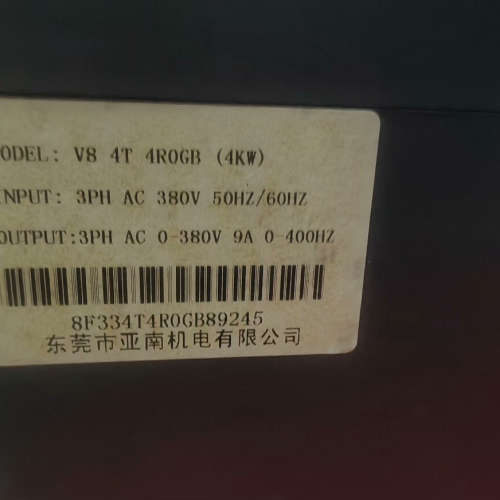 ODEL: V8 4T 4R0GB (4KW)
INPUT: 3PH AC 380V 50HZ/60HZ
OUTPUT:3PH AC 0-380V 9A 0-400HZ
8F334T4R0GB89245
东莞市亚南机电有限公司